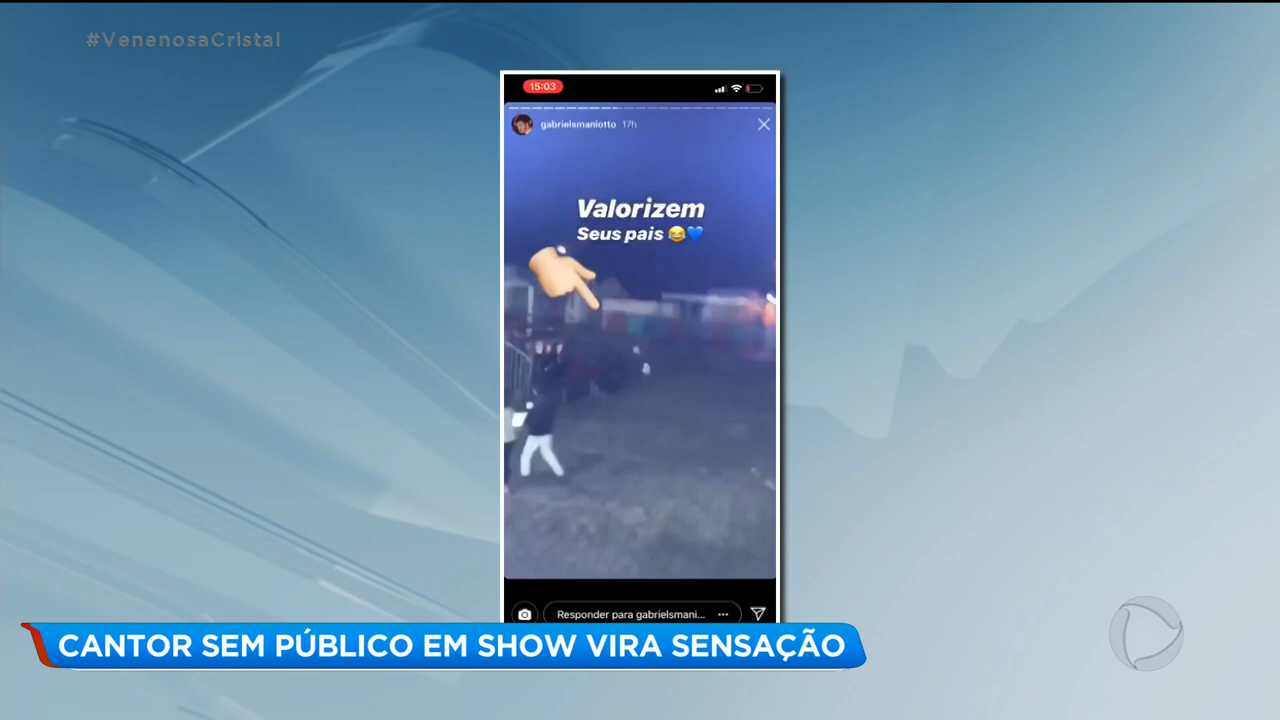 #VenenosaCristal
15:03
gabrielsmaniotto 17h
Valorizem
Seus pais 😂💙
Responder para gabrielsmani...
CANTOR SEM PÚBLICO EM SHOW VIRA SENSAÇÃO